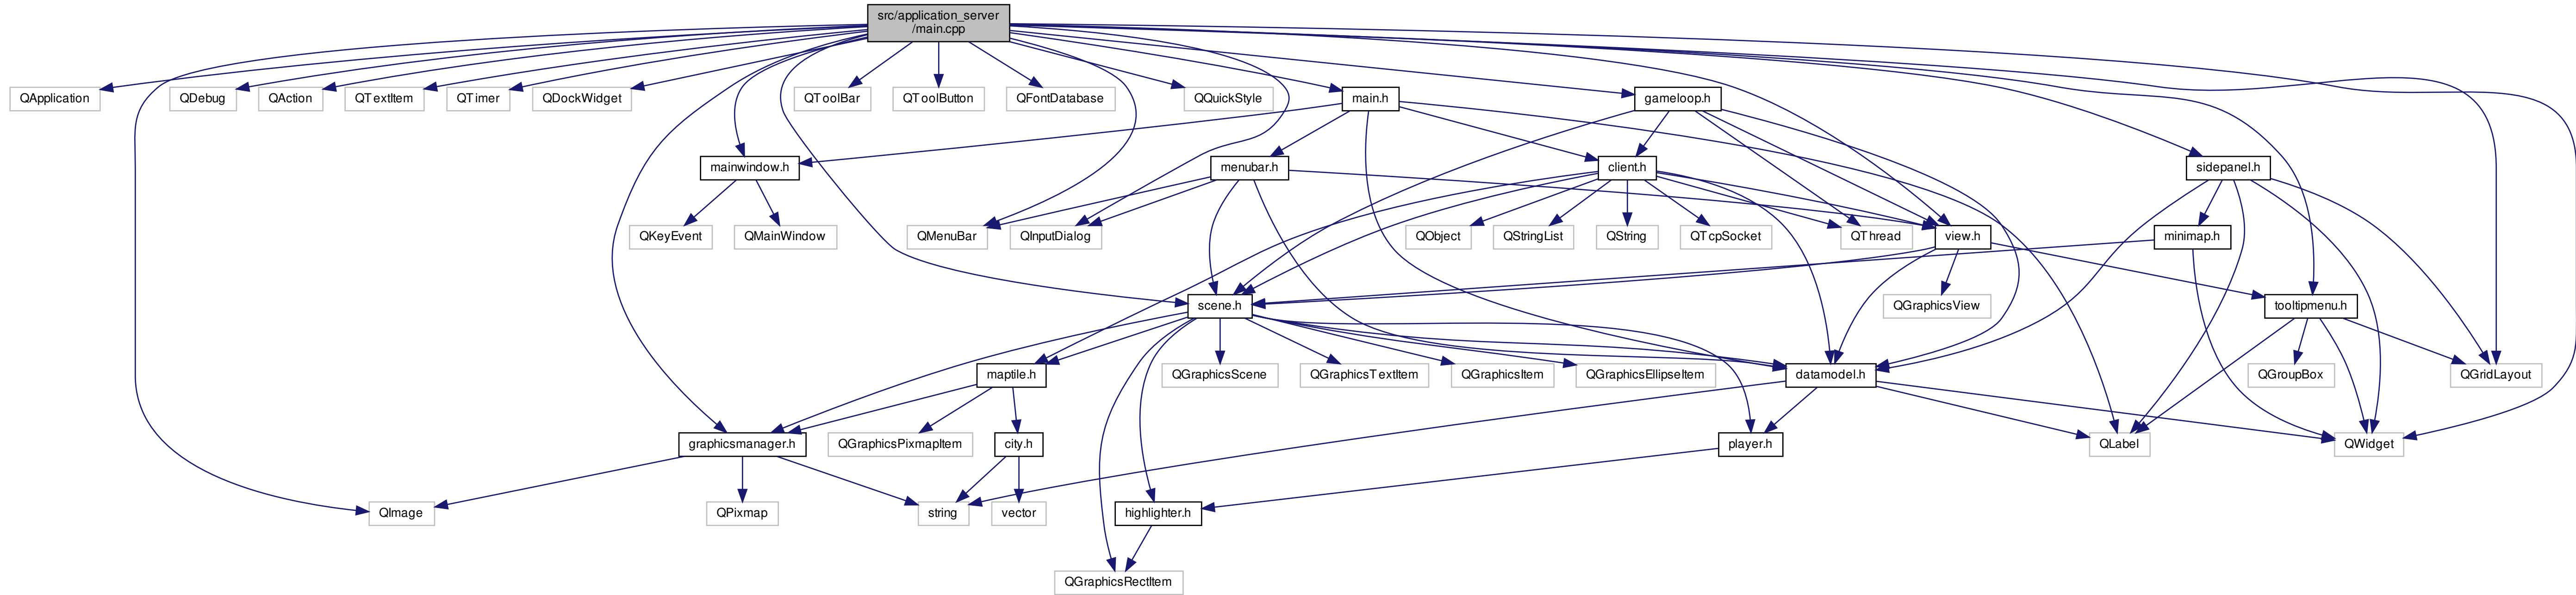 src/application_server
/main.cpp
QApplication
QDebug
QAction
QTextItem
QTimer
QDockWidget
QToolBar
QToolButton
QFontDatabase
QQuickStyle
main.h
gameloop.h
mainwindow.h
menubar.h
client.h
sidepanel.h
QKeyEvent
QMainWindow
QMenuBar
QInputDialog
QObject
QStringList
QString
QTcpSocket
QThread
view.h
minimap.h
scene.h
QGraphicsView
tooltipmenu.h
maptile.h
QGraphicsScene
QGraphicsTextItem
QGraphicsItem
QGraphicsEllipseItem
datamodel.h
QGroupBox
QGridLayout
graphicsmanager.h
QGraphicsPixmapItem
city.h
player.h
QLabel
QWidget
QImage
QPixmap
string
vector
highlighter.h
QGraphicsRectItem